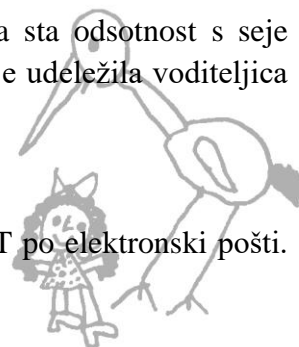 a sta odsotnost s seje
e udeležila voditeljica
T po elektronski pošti.